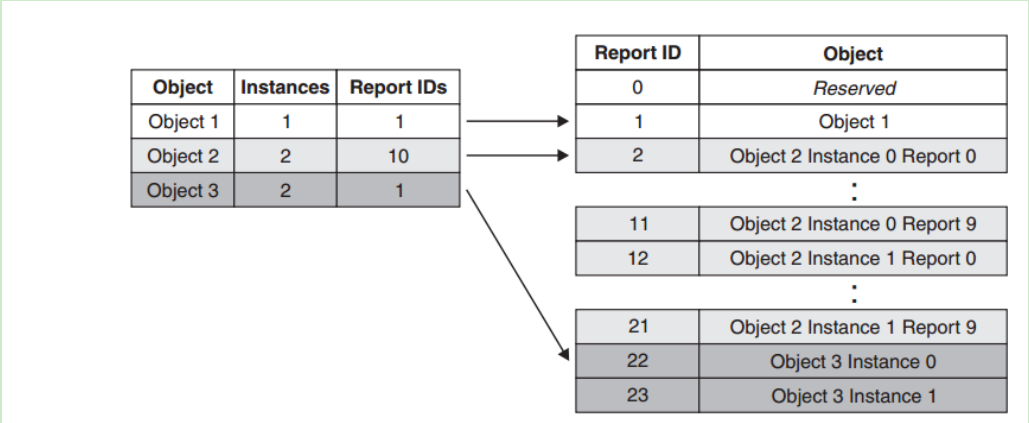 Object Instances Report IDs
Object 1 1 1
Object 2 2 10
Object 3 2 1
Report ID Object
0 Reserved
1 Object 1
2 Object 2 Instance 0 Report 0
:
11 Object 2 Instance 0 Report 9
12 Object 2 Instance 1 Report 0
:
21 Object 2 Instance 1 Report 9
22 Object 3 Instance 0
23 Object 3 Instance 1